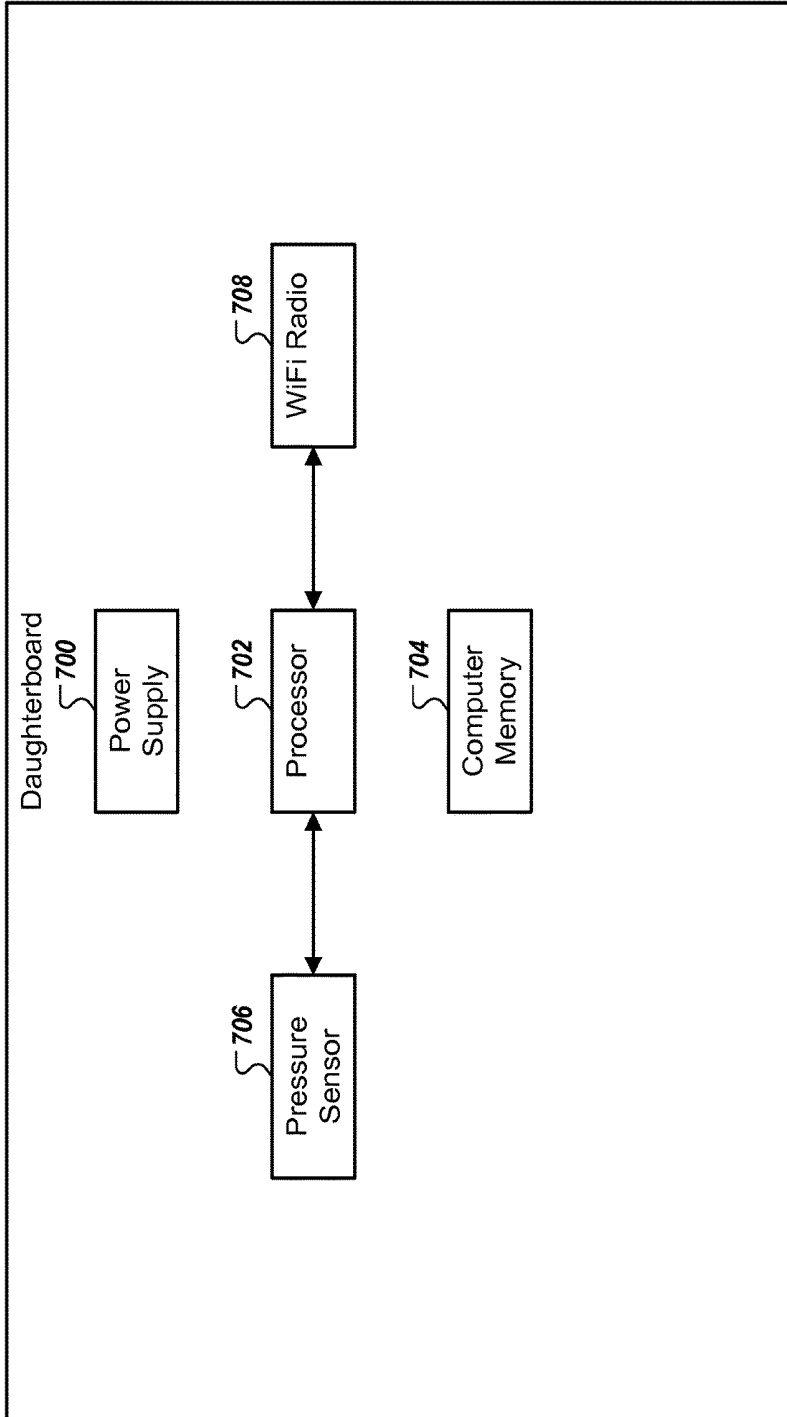 Daughterboard
700
Power
Supply
706
Pressure
Sensor
702
Processor
708
WiFi Radio
704
Computer
Memory